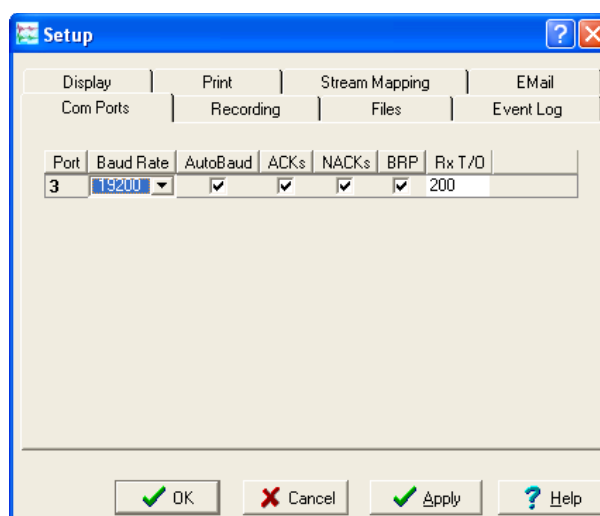 Setup
Display Print Stream Mapping EMail
Com Ports Recording Files Event Log
Port Baud Rate AutoBaud ACKs NACKs BRP Rx T/O
3 19200 200
OK Cancel Apply Help